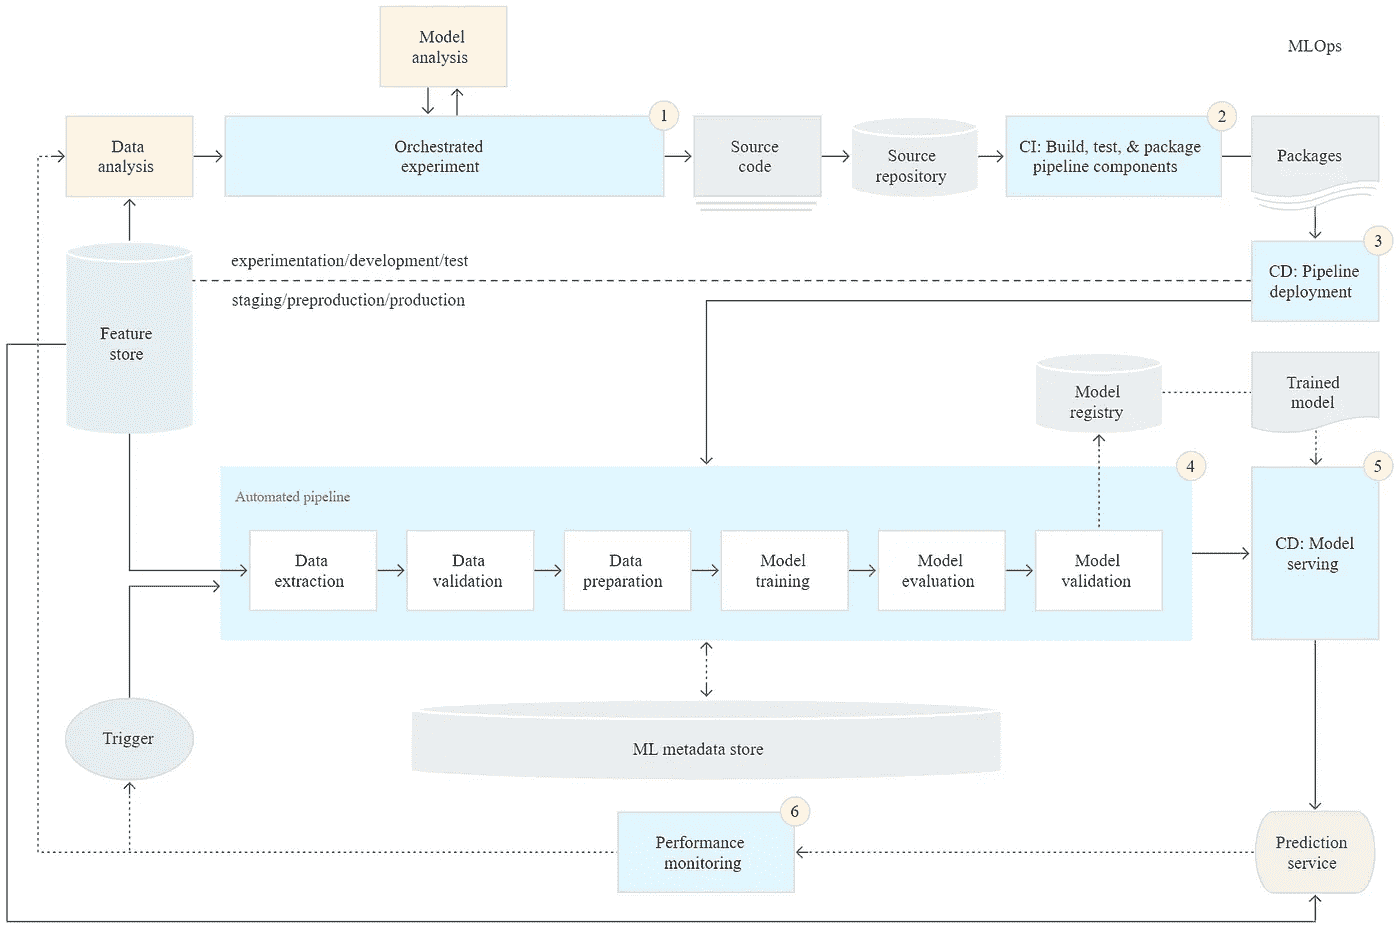 Model
analysis
MLOps
1
2
Data
analysis
Orchestrated
experiment
Source
code
Source
repository
CI: Build, test, & package
pipeline components
Packages
3
experimentation/development/test
staging/preproduction/production
CD: Pipeline
deployment
Feature
store
Model
registry
Trained
model
4
5
Automated pipeline
Data
extraction
Data
validation
Data
preparation
Model
training
Model
evaluation
Model
validation
CD: Model
serving
Trigger
ML metadata store
6
Performance
monitoring
Prediction
service